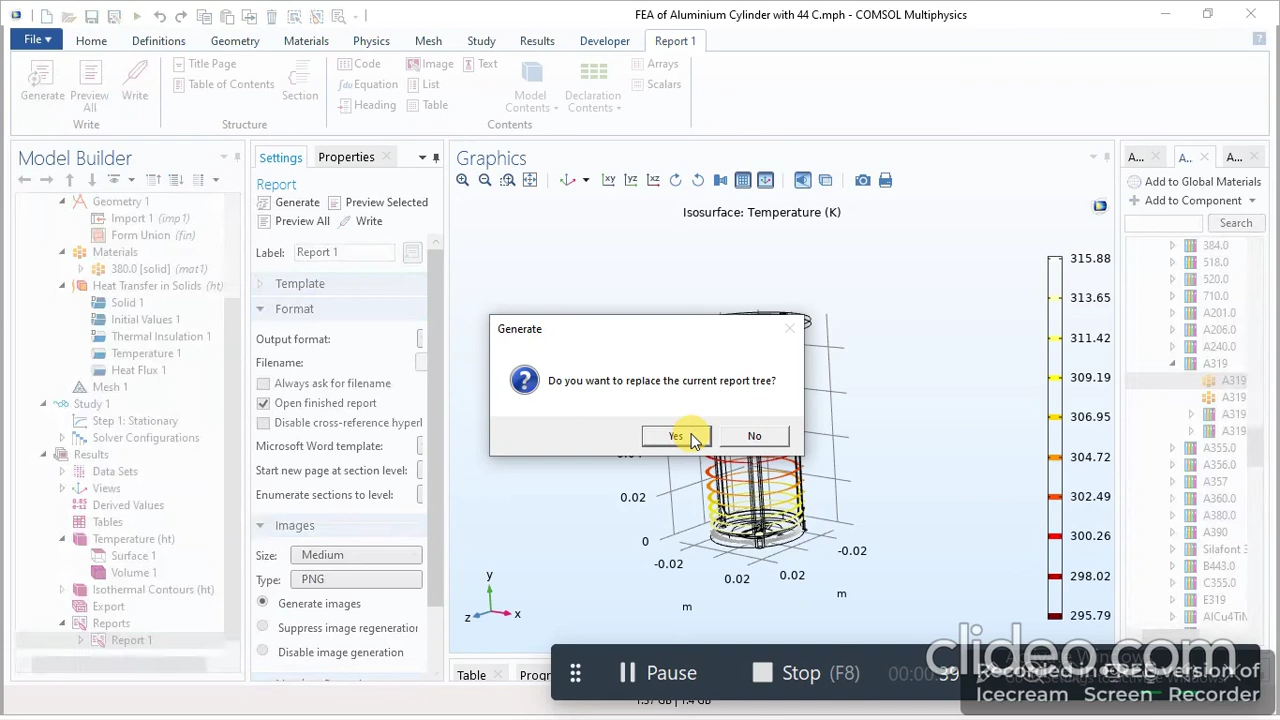 FEA of Aluminium Cylinder with 44 C.mph - COMSOL Multiphysics
File Home Definitions Geometry Materials Physics Mesh Study Results Developer Report 1
Generate Preview All Write
Write
Title Page
Table of Contents
Section
Structure
Code Image Text
Equation List
Heading Table
Model Contents
Declaration Contents
Arrays
Scalars
Contents
Model Builder
Geometry 1
Import 1 (imp1)
Form Union (fin)
Materials
380.0 [solid] (mat1)
Heat Transfer in Solids (ht)
Solid 1
Initial Values 1
Thermal Insulation 1
Temperature 1
Heat Flux 1
Mesh 1
Study 1
Step 1: Stationary
Solver Configurations
Results
Data Sets
Views
Derived Values
Tables
Temperature (ht)
Surface 1
Volume 1
Isothermal Contours (ht)
Export
Reports
Report 1
Settings Properties
Report
Generate Preview Selected
Preview All Write
Label: Report 1
Template
Format
Output format:
Filename:
Always ask for filename
Open finished report
Disable cross-reference hyperl
Microsoft Word template:
Start new page at section level:
Enumerate sections to level:
Images
Size: Medium
Type: PNG
Generate images
Suppress image regeneration
Disable image generation
Graphics
xy yz xz
Isosurface: Temperature (K)
Generate
Do you want to replace the current report tree?
Yes No
0.02
0
-0.02
0.02
0.02
-0.02
m
m
y
z x
315.88
313.65
311.42
309.19
306.95
304.72
302.49
300.26
298.02
295.79
A... A.. A...
Add to Global Materials
Add to Component
Search
384.0
518.0
520.0
710.0
A201.0
A206.0
A240.0
A319
A319
A319
A319
A319
A355.0
A356.0
A357
A360.0
A380.0
A390
Silafont
B443.0
C355.0
E319
AlCu4TiM
Table Prog
Pause Stop (F8)
39
1.37 GB | 1.4 GB
clideo.com
Recorded in FREE version of
Icecream Screen Recorder